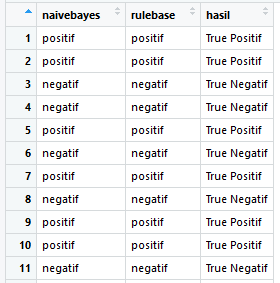 naivebayes rulebase hasil
1 positif positif True Positif
2 positif positif True Positif
3 negatif negatif True Negatif
4 negatif negatif True Negatif
5 positif positif True Positif
6 negatif negatif True Negatif
7 positif positif True Positif
8 negatif negatif True Negatif
9 positif positif True Positif
10 positif positif True Positif
11 negatif negatif True Negatif